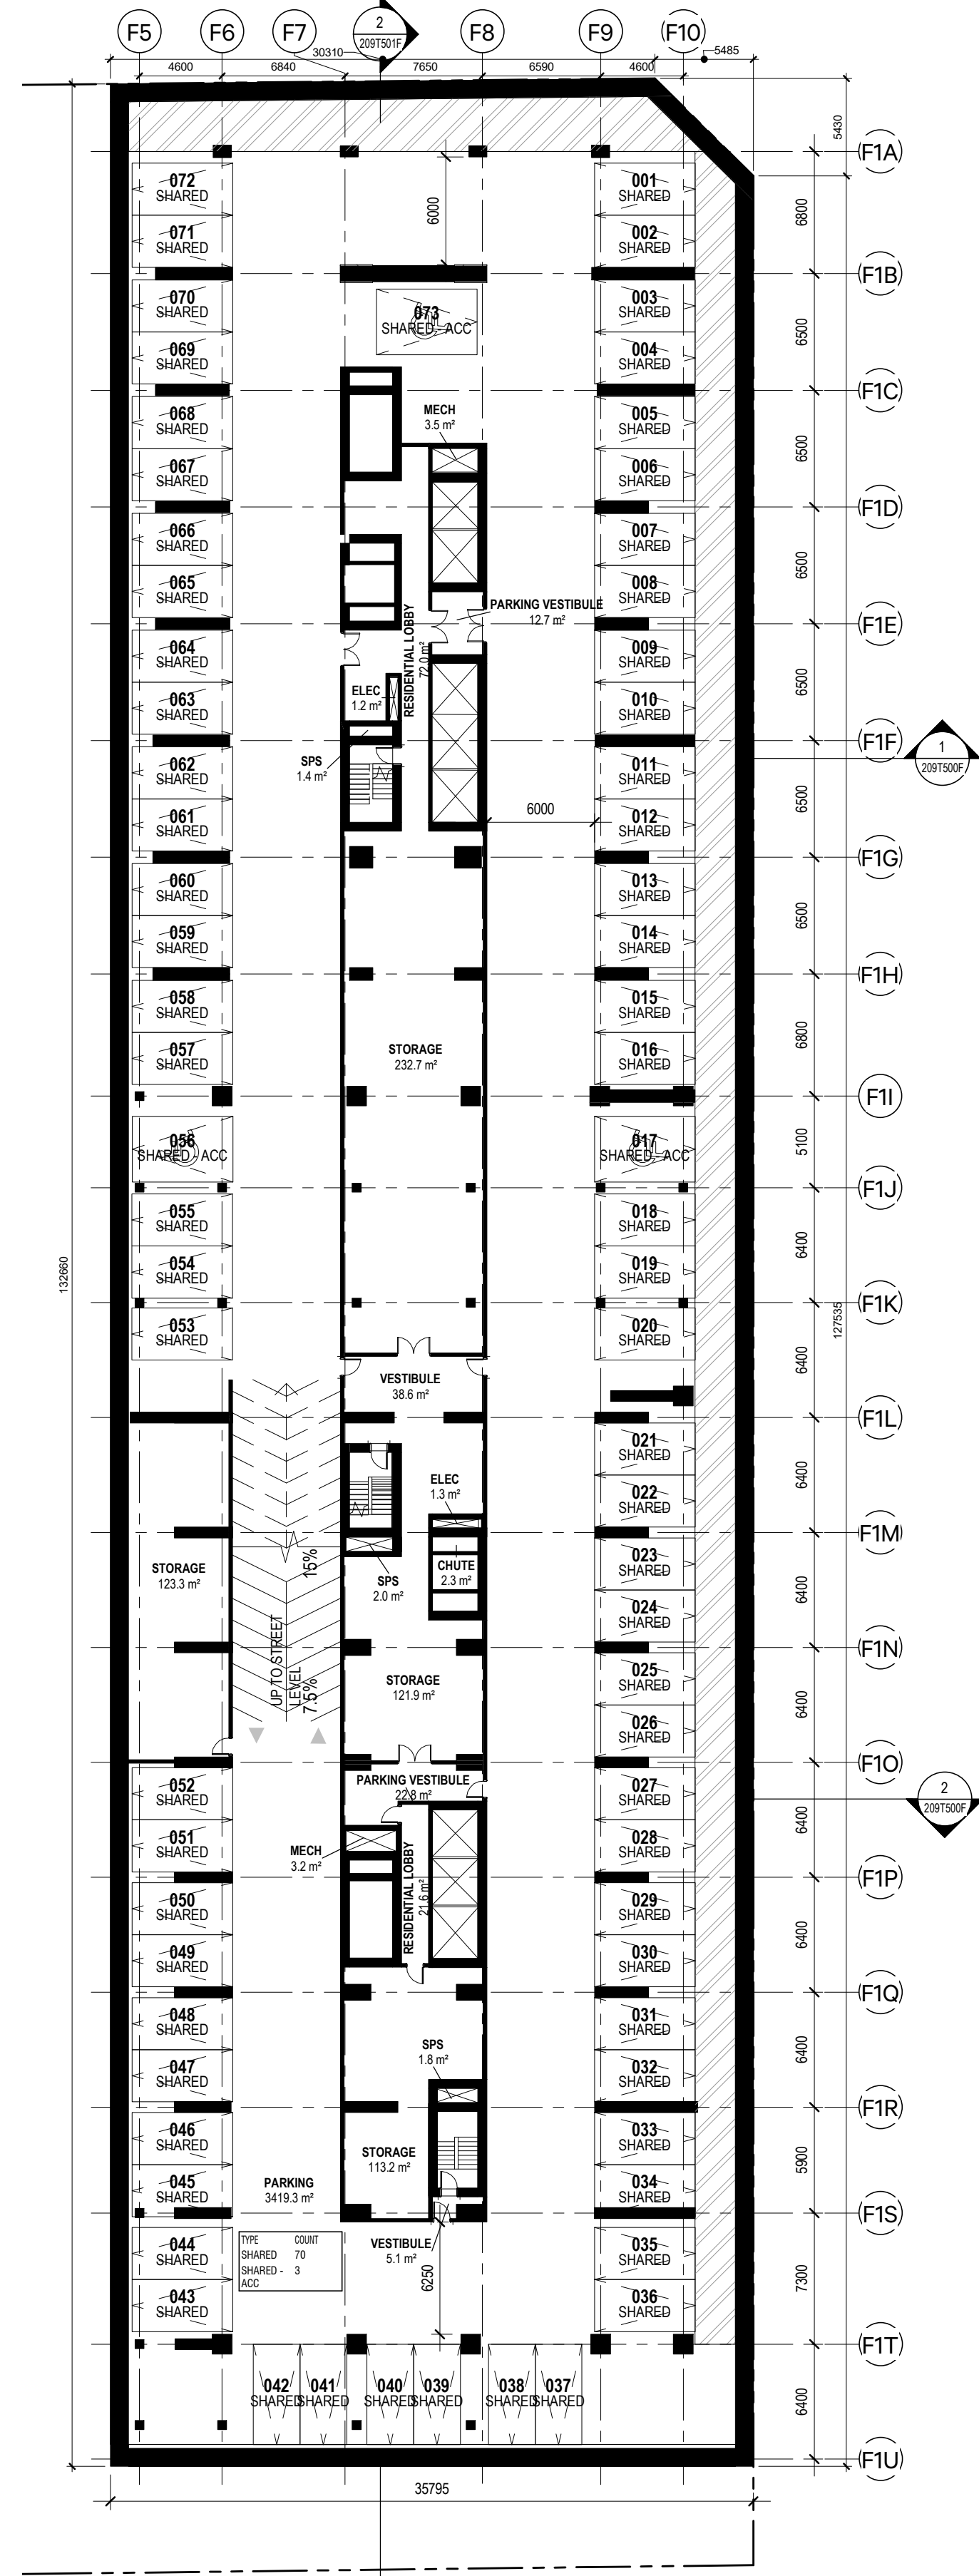 F5
F6
F7
2
209T501F
F8
F9
F10
30310
5485
4600
6840
7650
6590
4600
5430
F1A
072
SHARED
001
SHARED
6000
6800
071
SHARED
002
SHARED
F1B
070
SHARED
073
SHARED - ACC
003
SHARED
6500
069
SHARED
004
SHARED
F1C
068
SHARED
MECH
3.5 m²
005
SHARED
6500
067
SHARED
006
SHARED
F1D
066
SHARED
007
SHARED
6500
065
SHARED
008
SHARED
PARKING VESTIBULE
12.7 m²
F1E
064
SHARED
RESIDENTIAL LOBBY
72.0 m²
009
SHARED
6500
063
SHARED
ELEC
1.2 m²
010
SHARED
F1F
1
209T500F
062
SHARED
SPS
1.4 m²
011
SHARED
6500
061
SHARED
6000
012
SHARED
F1G
060
SHARED
013
SHARED
6500
059
SHARED
014
SHARED
F1H
058
SHARED
015
SHARED
6800
057
SHARED
STORAGE
232.7 m²
016
SHARED
F1I
056
SHARED - ACC
017
SHARED - ACC
5100
F1J
055
SHARED
018
SHARED
6400
054
SHARED
019
SHARED
132660
F1K
053
SHARED
020
SHARED
127535
6400
VESTIBULE
38.6 m²
F1L
021
SHARED
6400
ELEC
1.3 m²
022
SHARED
F1M
STORAGE
123.3 m²
15%
SPS
2.0 m²
CHUTE
2.3 m²
023
SHARED
6400
024
SHARED
F1N
UP TO STREET
LEVEL
7.5%
STORAGE
121.9 m²
025
SHARED
6400
026
SHARED
F1O
052
SHARED
PARKING VESTIBULE
22.8 m²
027
SHARED
6400
2
209T500F
051
SHARED
MECH
3.2 m²
028
SHARED
F1P
050
SHARED
RESIDENTIAL LOBBY
21.6 m²
029
SHARED
6400
049
SHARED
030
SHARED
F1Q
048
SHARED
031
SHARED
6400
047
SHARED
SPS
1.8 m²
032
SHARED
F1R
046
SHARED
STORAGE
113.2 m²
033
SHARED
5900
045
SHARED
PARKING
3419.3 m²
034
SHARED
F1S
044
SHARED
TYPE COUNT
SHARED 70
SHARED - 3
ACC
VESTIBULE
5.1 m²
6250
035
SHARED
7300
043
SHARED
036
SHARED
F1T
042
SHARED
041
SHARED
040
SHARED
039
SHARED
038
SHARED
037
SHARED
6400
F1U
35795